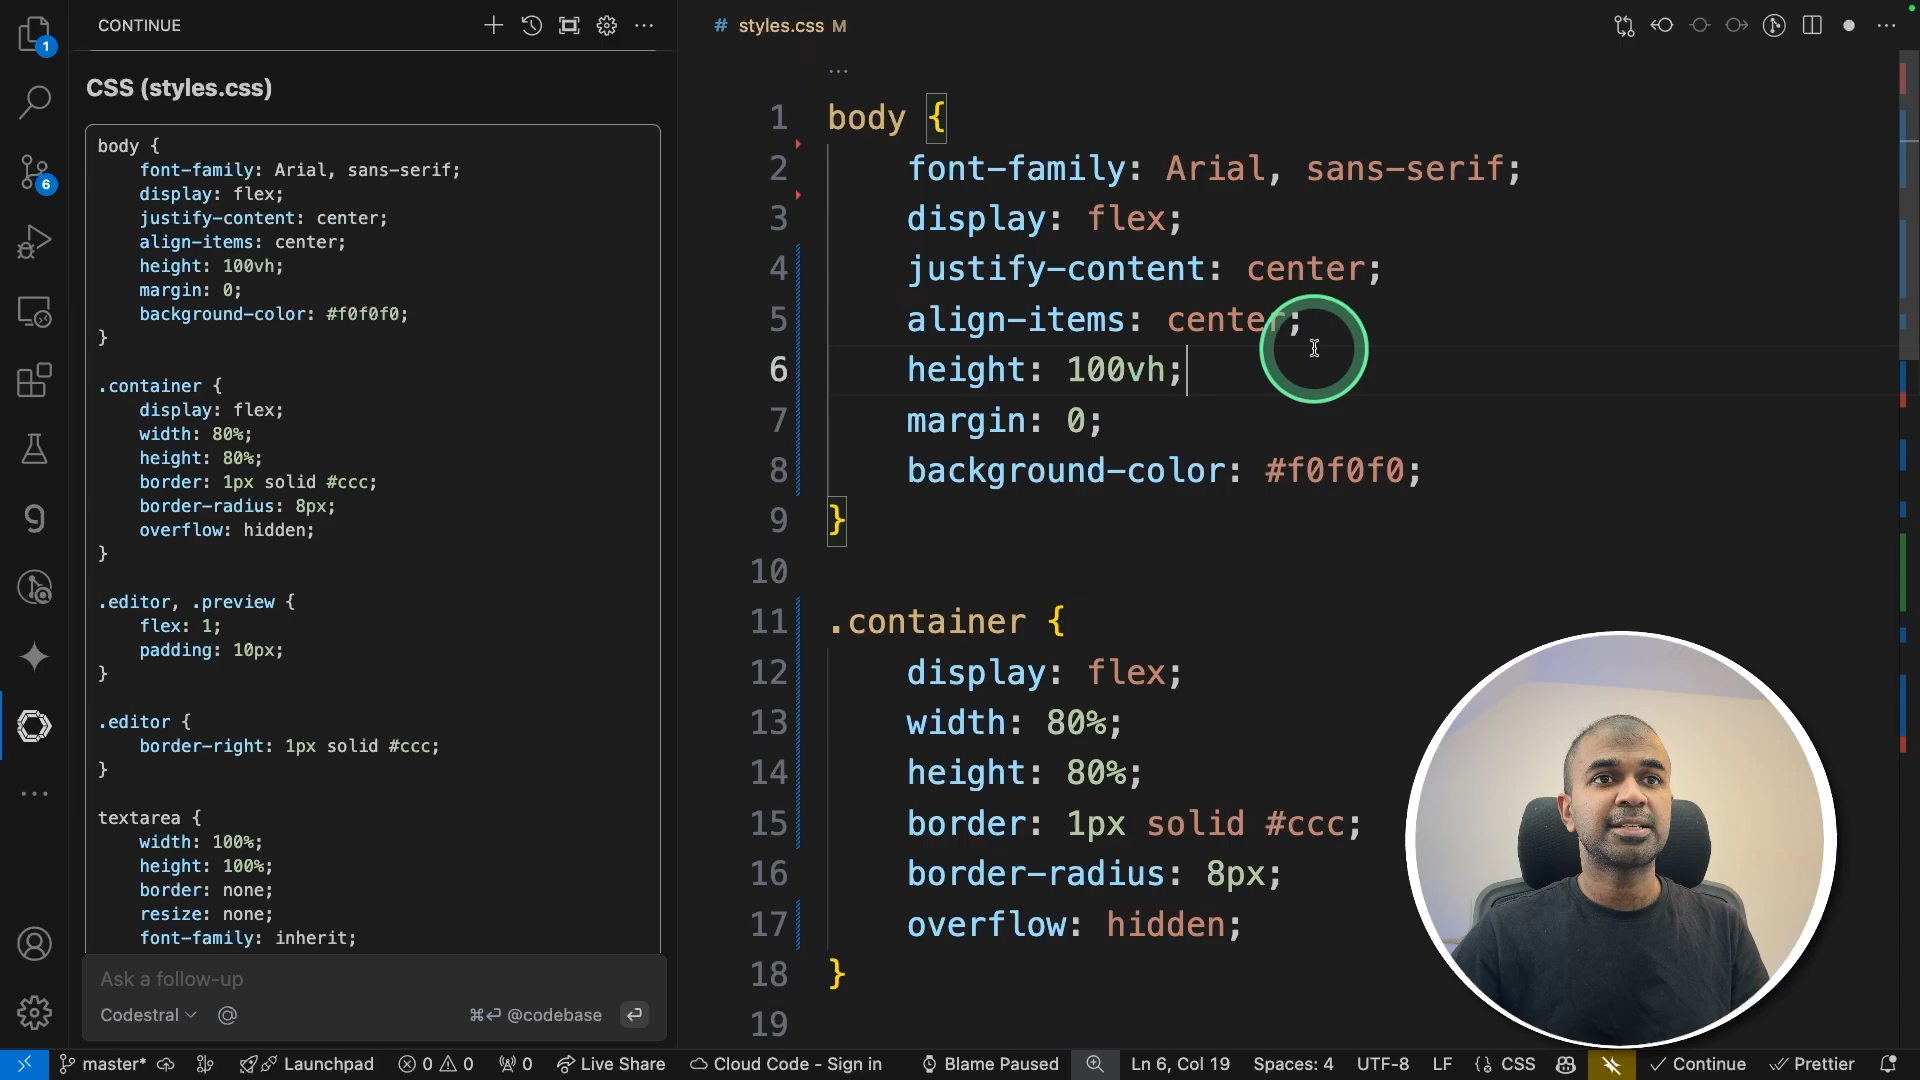 CONTINUE
CSS (styles.css)
body {
font-family: Arial, sans-serif;
display: flex;
justify-content: center;
align-items: center;
height: 100vh;
margin: 0;
background-color: #f0f0f0;
}
.container {
display: flex;
width: 80%;
height: 80%;
border: 1px solid #ccc;
border-radius: 8px;
overflow: hidden;
}
.editor, .preview {
flex: 1;
padding: 10px;
}
.editor {
border-right: 1px solid #ccc;
}
textarea {
width: 100%;
height: 100%;
border: none;
resize: none;
font-family: inherit;
Ask a follow-up
Codestral
@
⌘⏎ @codebase
1
6
# styles.css M
...
1 body {
2 font-family: Arial, sans-serif;
3 display: flex;
4 justify-content: center;
5 align-items: center;
6 height: 100vh;
7 margin: 0;
8 background-color: #f0f0f0;
9 }
10
11 .container {
12 display: flex;
13 width: 80%;
14 height: 80%;
15 border: 1px solid #ccc;
16 border-radius: 8px;
17 overflow: hidden;
18 }
19
master* Launchpad 0 0 0 Live Share Cloud Code - Sign in Blame Paused Ln 6, Col 19 Spaces: 4 UTF-8 LF {} CSS Continue Prettier